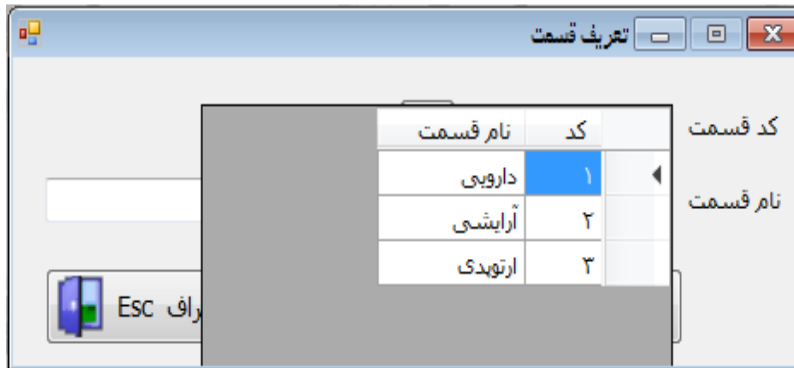 تعریف قسمت
کد قسمت
کد نام قسمت
۱ دارویی
نام قسمت
۲ آرایشی
۳ ارتوپدی
Esc